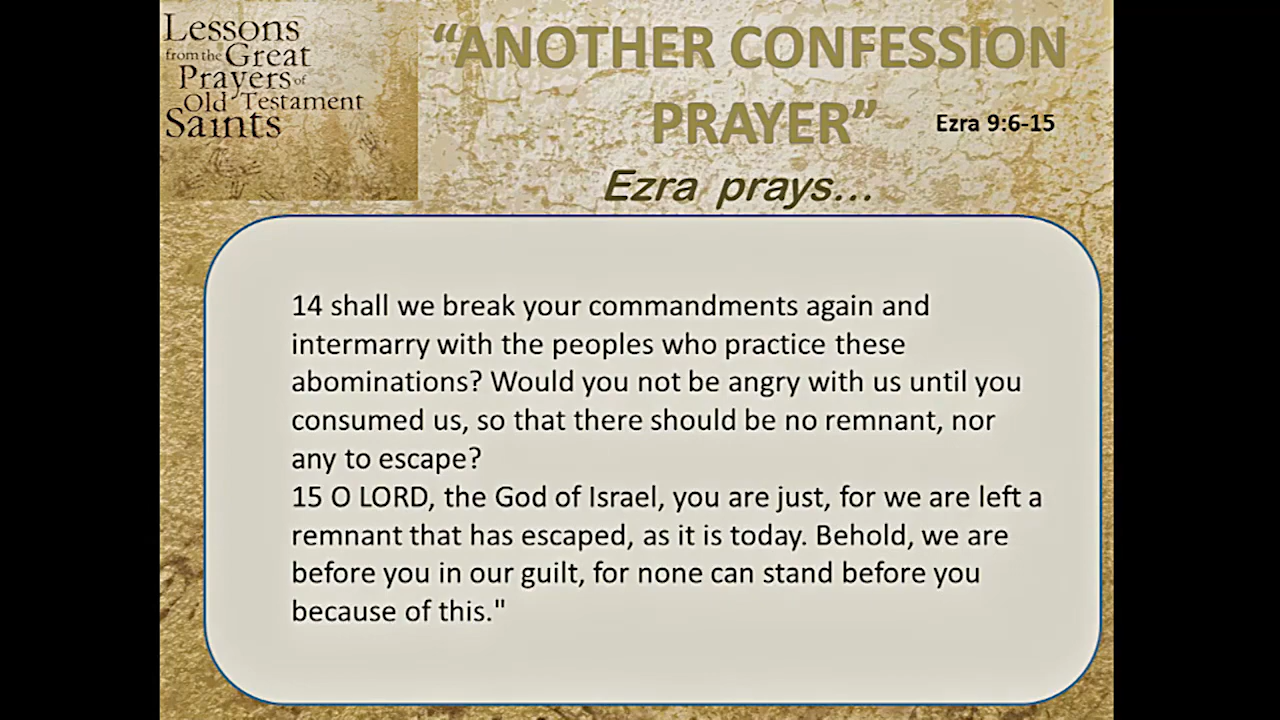 Lessons
from the Great
Prayers of
Old Testament
Saints
“ANOTHER CONFESSION
PRAYER”
Ezra 9:6-15
Ezra prays...
14 shall we break your commandments again and
intermarry with the peoples who practice these
abominations? Would you not be angry with us until you
consumed us, so that there should be no remnant, nor
any to escape?
15 O LORD, the God of Israel, you are just, for we are left a
remnant that has escaped, as it is today. Behold, we are
before you in our guilt, for none can stand before you
because of this."